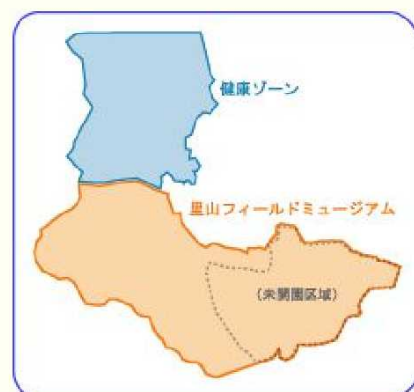 健康ゾーン
里山フィールドミュージアム
(未開園区域)